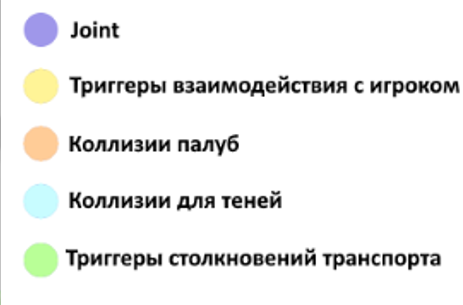 Joint
Триггеры взаимодействия с игроком
Коллизии палуб
Коллизии для теней
Триггеры столкновений транспорта